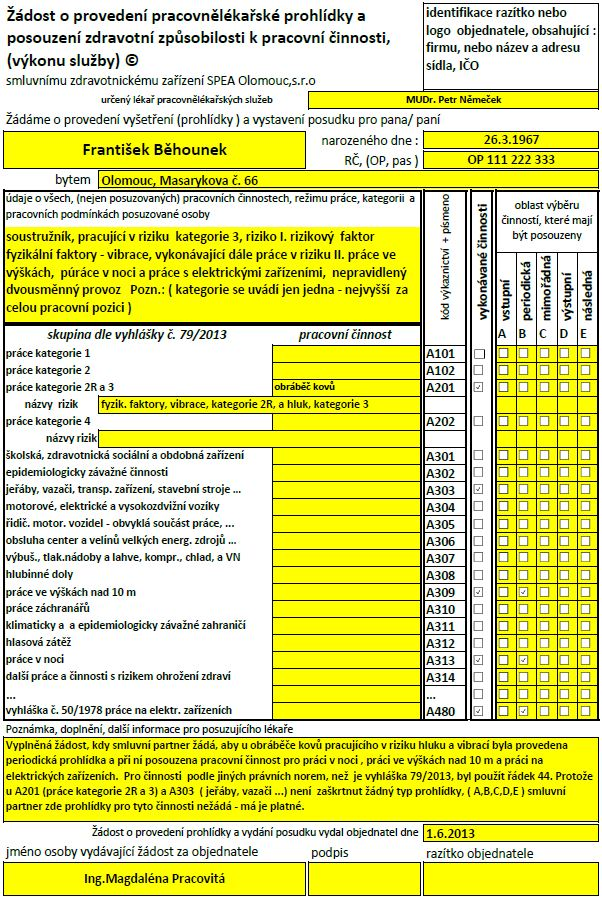 Žádost o provedení pracovnělékařské prohlídky a
posouzení zdravotní způsobilosti k pracovní činnosti,
(výkonu služby) ©
smluvnímu zdravotnickému zařízení SPEA Olomouc,s.r.o
identifikace razítko nebo
logo objednatele, obsahující :
firmu, nebo název a adresu
sídla, IČO
určený lékař pracovnělékařských služeb
MUDr. Petr Němeček
Žádáme o provedení vyšetření (prohlídky ) a vystavení posudku pro pana/ paní
František Běhounek
narozeného dne :
26.3.1967
RČ, (OP, pas )
OP 111 222 333
bytem
Olomouc, Masarykova č. 66
údaje o všech, (nejen posuzovaných) pracovních činnostech, režimu práce, kategorii a
pracovních podmínkách posuzované osoby
soustružník, pracující v riziku kategorie 3, riziko I. rizikový faktor
fyzikální faktory - vibrace, vykonávající dále práce v riziku II. práce ve
výškách, púráce v noci a práce s elektrickými zařízeními, nepravidlený
dvousměnný provoz Pozn.: ( kategorie se uvádí jen jedna - nejvyšší za
celou pracovní pozici )
kód vykaznictví + písmeno
vykonávané činnosti
oblast výběru
činností, které mají
být posouzeny
vstupní
periodická
mimořádná
výstupní
následná
skupina dle vyhlášky č. 79/2013
pracovní činnost
A B C D E
práce kategorie 1 A101
práce kategorie 2 A102
práce kategorie 2R a 3 obráběč kovů A201
názvy rizik fyzik. faktory, vibrace, kategorie 2R, a hluk, kategorie 3
práce kategorie 4 A202
názvy rizik
školská, zdravotnická sociální a obdobná zařízení A301
epidemiologicky závažné činnosti A302
jeřáby, vazači, transp. zařízení, stavební stroje ... A303
motorové, elektrické a vysokozdvižní vozíky A304
řidič. motor. vozidel - obvyklá součást práce, ... A305
obsluha center a velínů velkých energ. zdrojů ... A306
výbuš., tlak.nádoby a lahve, kompr., chlad, a VN A307
hlubinné doly A308
práce ve výškách nad 10 m A309
práce záchranářů A310
klimaticky a a epidemiologicky závažné zahraničí A311
hlasová zátěž A312
práce v noci A313
další práce a činnosti s rizikem ohrožení zdraví A314
... ...
vyhláška č. 50/1978 práce na elektr. zařízeních A480
Poznámka, doplnění, další informace pro posuzujícího lékaře
Vyplněná žádost, kdy smluvní partner žádá, aby u obráběče kovů pracujícího v riziku hluku a vibrací byla provedena
periodická prohlídka a při ní posouzena pracovní činnost pro práci v noci , práci ve výškách nad 10 m a práci na
elektrických zařízeních. Pro činnosti podle jiných právních norem, než je vyhláška 79/2013, byl použit řádek 44. Protože
u A201 (práce kategorie 2R a 3) a A303 ( jeřáby, vazači ...) není zaškrtnut žádný typ prohlídky, ( A,B,C,D,E ) smluvní
partner zde prohlídky pro tyto činnosti nežádá - má je platné.
Žádost o provedení prohlídky a vydání posudku vydal objednatel dne
1.6.2013
jméno osoby vydávající žádost za objednatele
podpis
razítko objednatele
Ing.Magdaléna Pracovitá